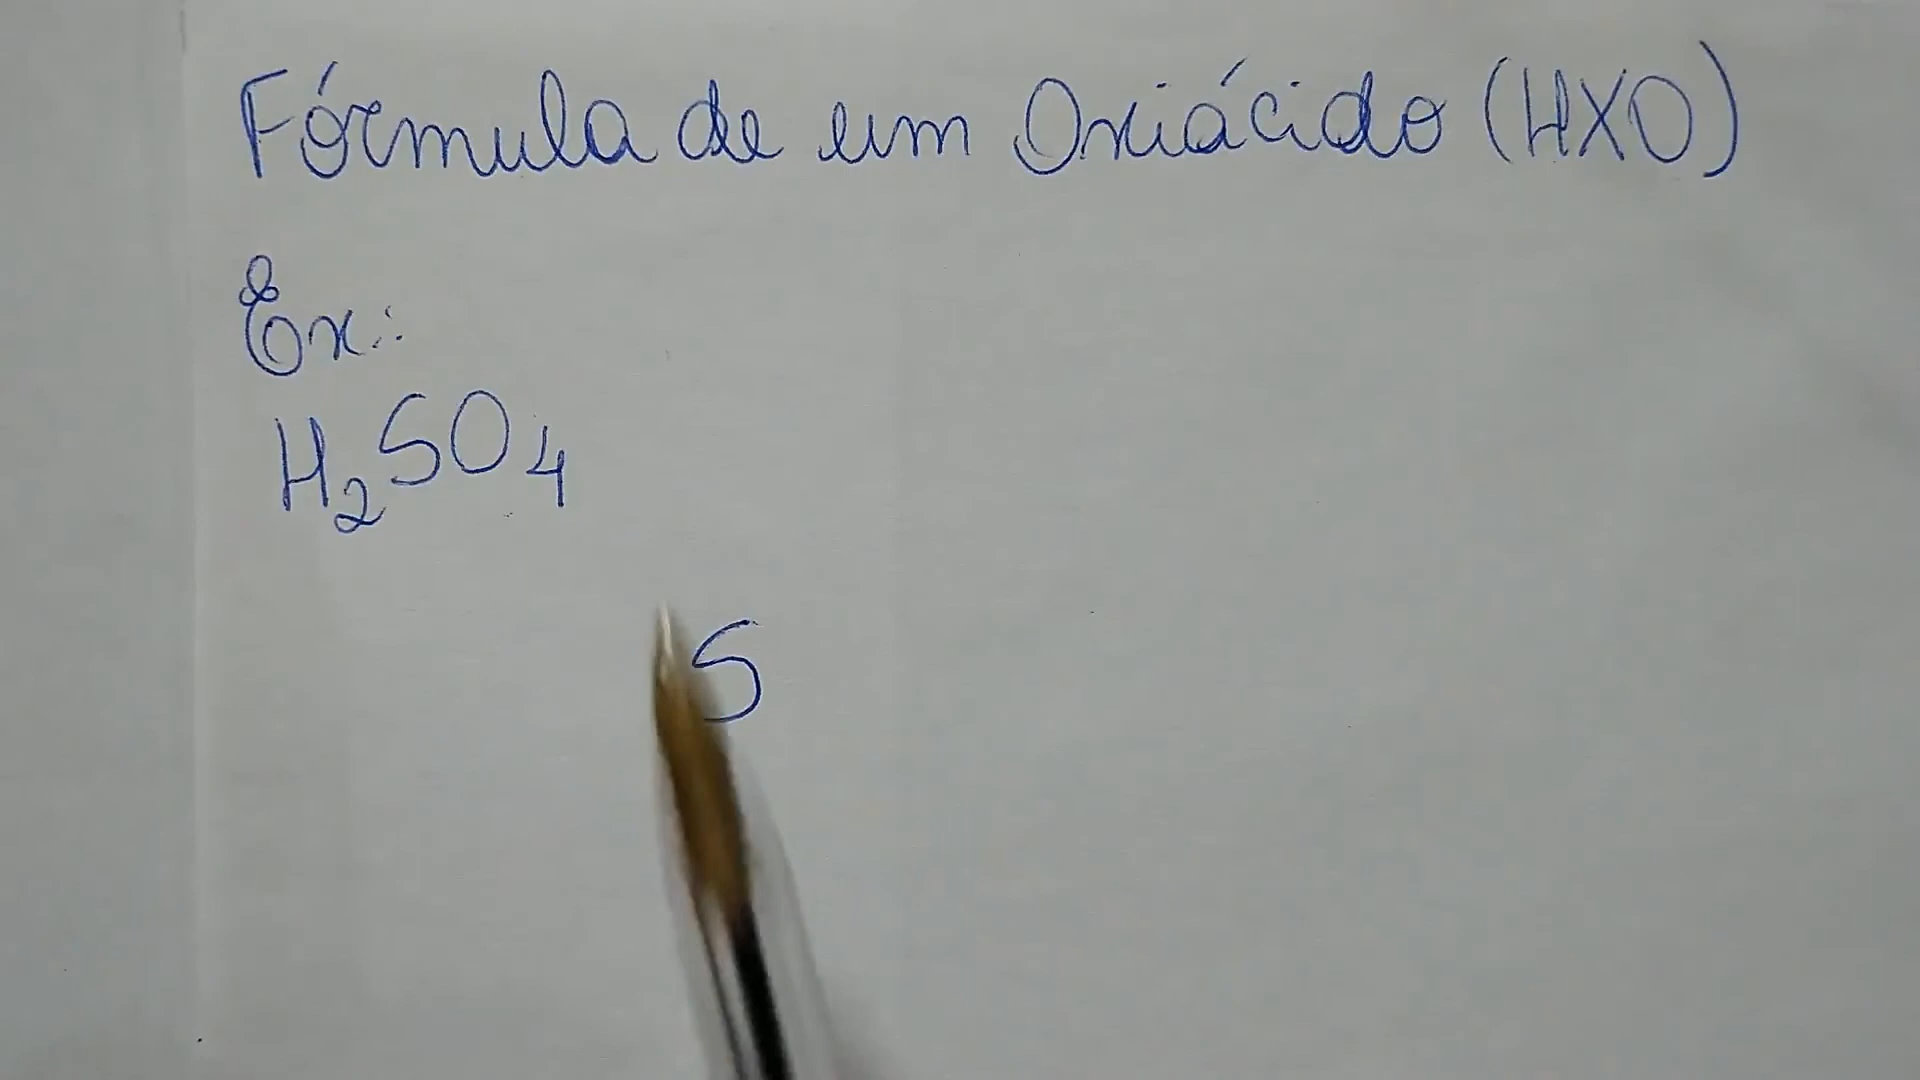 Fórmula de um Oxiácido (HXO)
Ex:
H₂SO₄
S